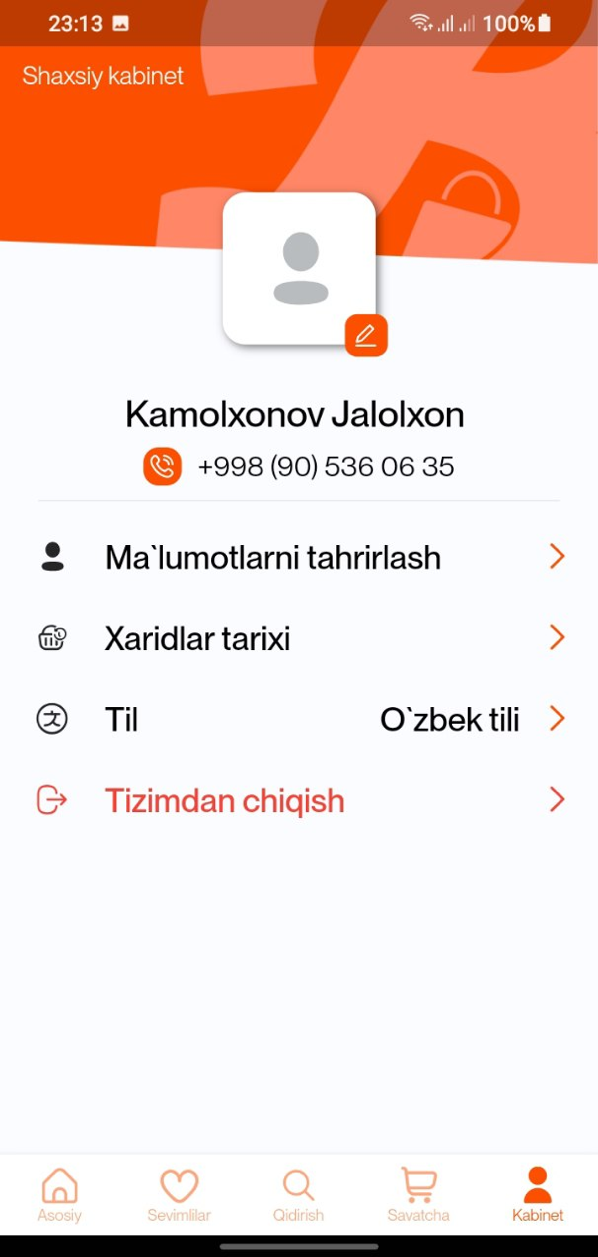 23:13 100%
Shaxsiy kabinet
Kamolxonov Jalolxon
+998 (90) 536 06 35
Ma`lumotlarni tahrirlash
Xaridlar tarixi
Til O`zbek tili
Tizimdan chiqish
Asosiy Sevimlilar Qidirish Savatcha Kabinet